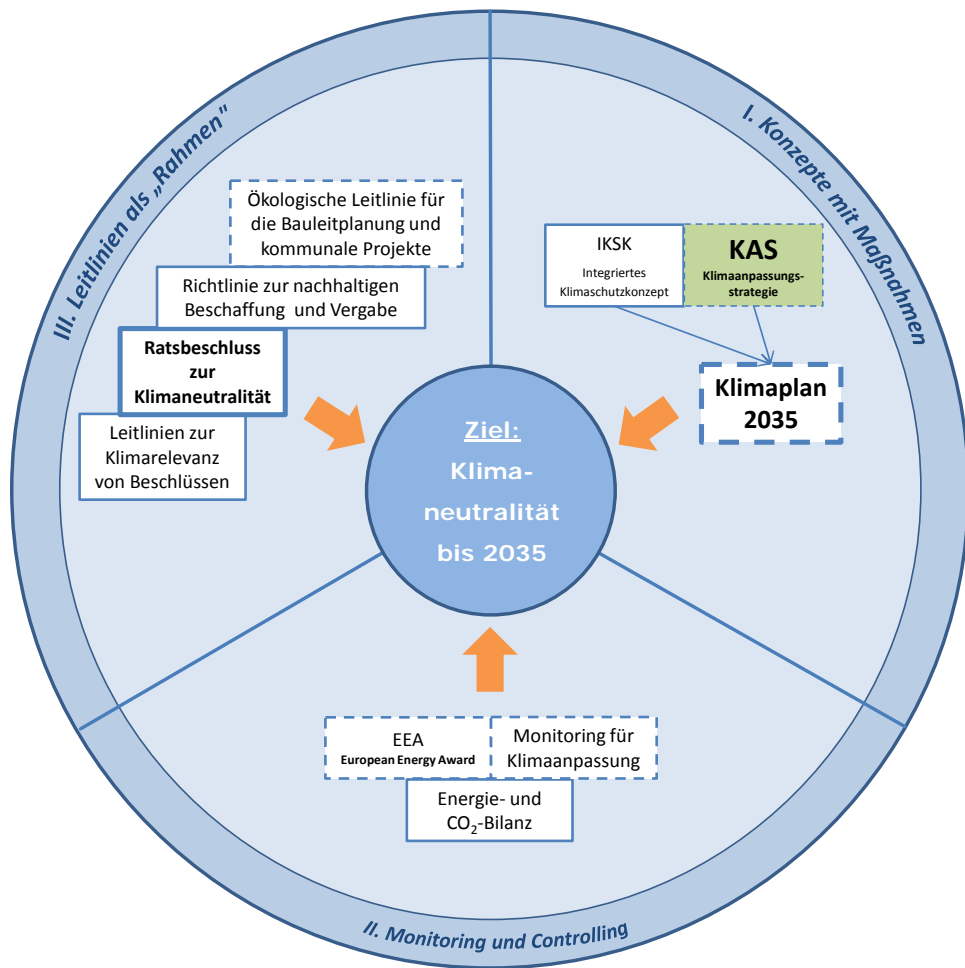 I. Konzepte mit Maßnahmen
IKSK
Integriertes
Klimaschutzkonzept
KAS
Klimaanpassungs-
strategie
Klimaplan
2035
II. Monitoring und Controlling
EEA
European Energy Award
Monitoring für
Klimaanpassung
Energie- und
CO₂-Bilanz
III. Leitlinien als „Rahmen"
Ökologische Leitlinie für
die Bauleitplanung und
kommunale Projekte
Richtlinie zur nachhaltigen
Beschaffung und Vergabe
Ratsbeschluss
zur
Klimaneutralität
Leitlinien zur
Klimarelevanz
von Beschlüssen
Ziel:
Klima-
neutralität
bis 2035